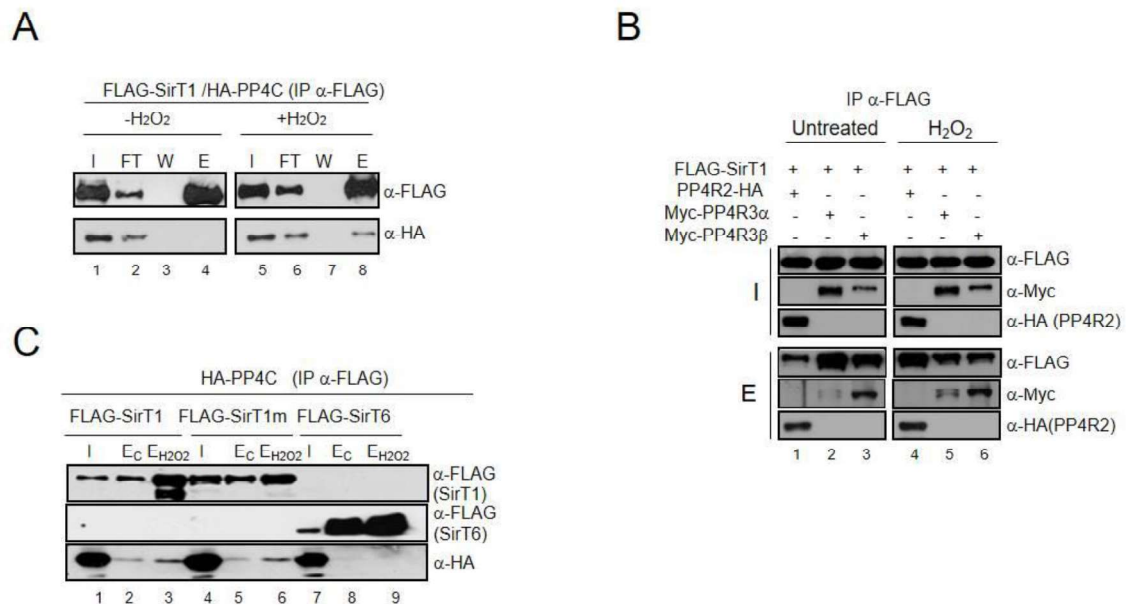 A
FLAG-SirT1 /HA-PP4C (IP α-FLAG)
-H₂O₂ +H₂O₂
I FT W E I FT W E
α-FLAG
α-HA
1 2 3 4 5 6 7 8
B
IP α-FLAG
Untreated H₂O₂
FLAG-SirT1 + + + + + +
PP4R2-HA + - - + - -
Myc-PP4R3α - + - - + -
Myc-PP4R3β - - + - - +
I
α-FLAG
α-Myc
α-HA (PP4R2)
E
α-FLAG
α-Myc
α-HA(PP4R2)
1 2 3 4 5 6
C
HA-PP4C (IP α-FLAG)
FLAG-SirT1 FLAG-SirT1m FLAG-SirT6
I EC EH2O2 I EC EH2O2 I EC EH2O2
α-FLAG
(SirT1)
α-FLAG
(SirT6)
α-HA
1 2 3 4 5 6 7 8 9